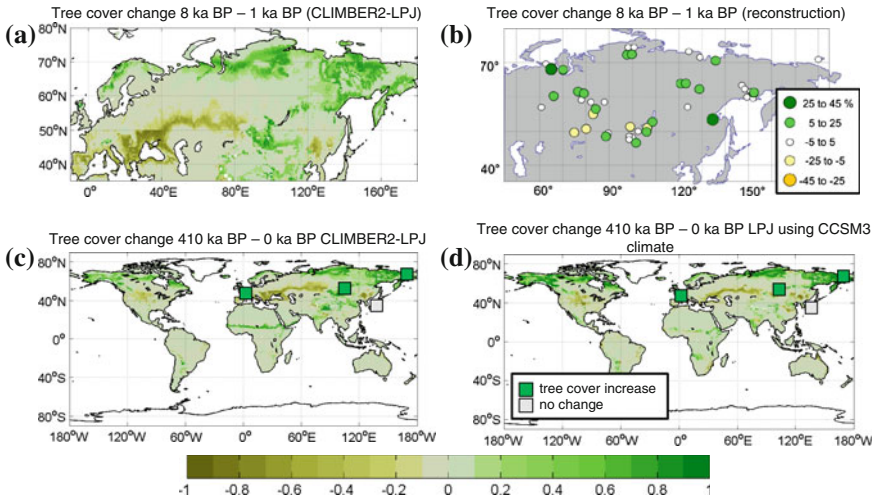 Tree cover change 8 ka BP – 1 ka BP (CLIMBER2-LPJ)
Tree cover change 8 ka BP – 1 ka BP (reconstruction)
(a)
80°N
70°N
60°N
50°N
40°N
0°
40°E
80°E
120°E
160°E
(b)
70°
40°
60°
90°
120°
150°
25 to 45 %
5 to 25
-5 to 5
-25 to -5
-45 to -25
Tree cover change 410 ka BP – 0 ka BP CLIMBER2-LPJ
(c)
80°N
40°N
0°
40°S
80°S
180°W
120°W
60°W
0°E
60°E
120°E
180°W
Tree cover change 410 ka BP – 0 ka BP LPJ using CCSM3
climate
(d)
80°N
40°N
0°
40°S
80°S
tree cover increase
no change
180°W
120°W
60°W
0°E
60°E
120°E
180°W
-1 -0.8 -0.6 -0.4 -0.2 0 0.2 0.4 0.6 0.8 1